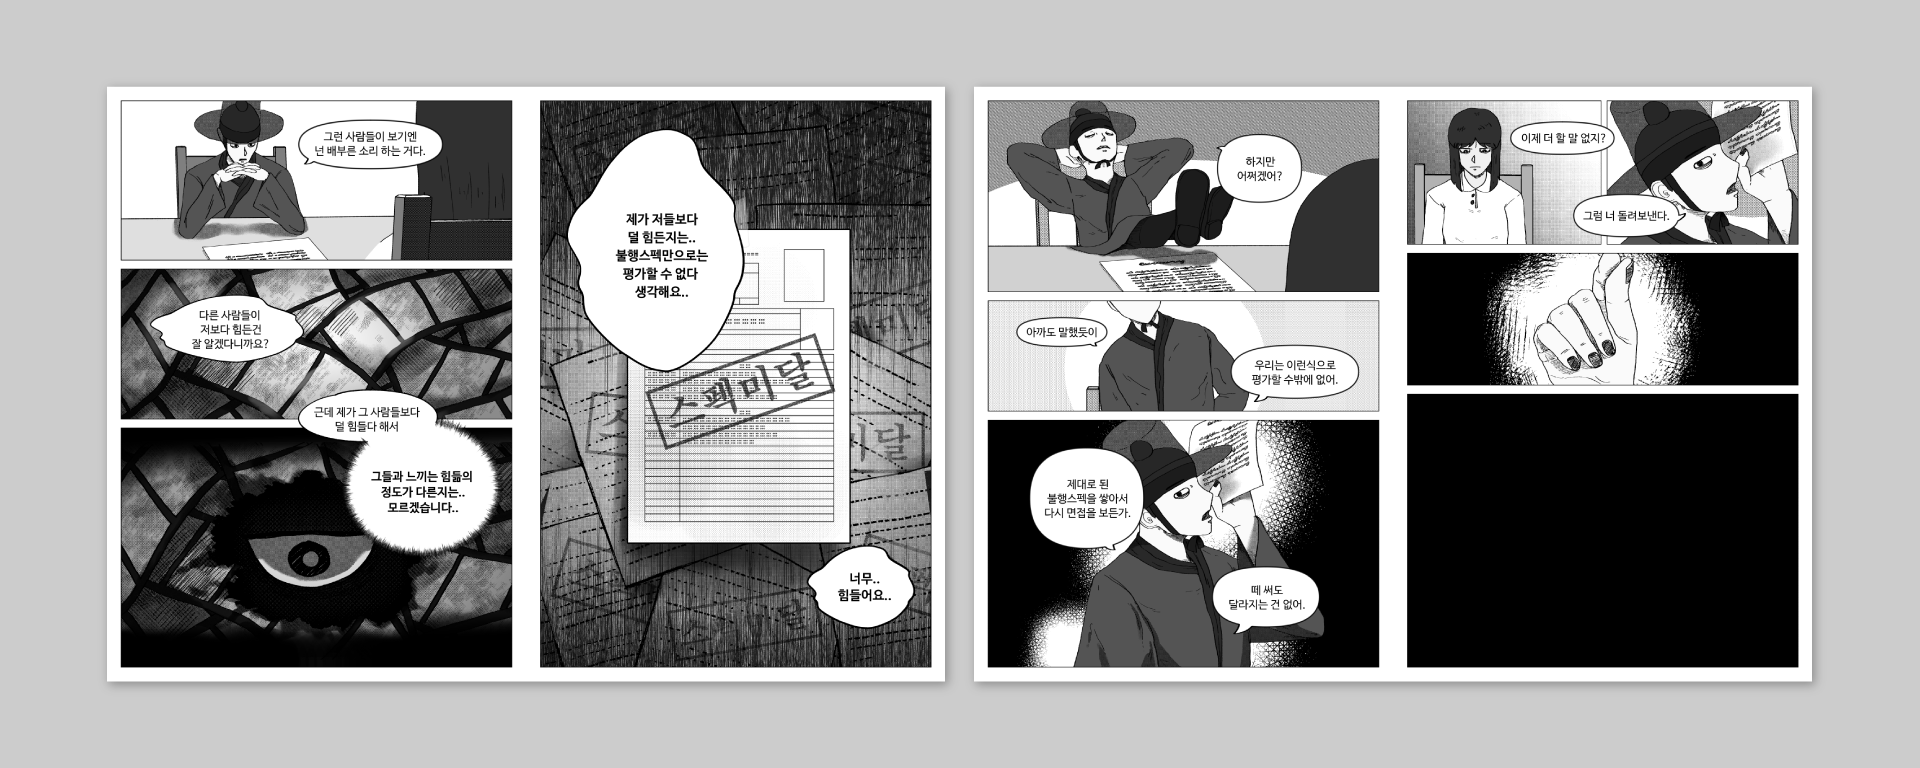 그런 사람들이 보기엔
넌 배부른 소리 하는 거다.
다른 사람들이
저보다 힘든건
잘 알겠다니까요?
근데 제가 그 사람들보다
덜 힘들다 해서
그들과 느끼는 힘듦의
정도가 다른지는..
모르겠습니다..
제가 저들보다
덜 힘든지는..
불행스펙만으로는
평가할 수 없다
생각해요..
스펙미달
미달
너무..
힘들어요..
하지만
어쩌겠어?
아까도 말했듯이
우리는 이런식으로
평가할 수밖에 없어.
제대로 된
불행스펙을 쌓아서
다시 면접을 보든가.
떼 써도
달라지는 건 없어.
이제 더 할 말 없지?
그럼 너 돌려보낸다.